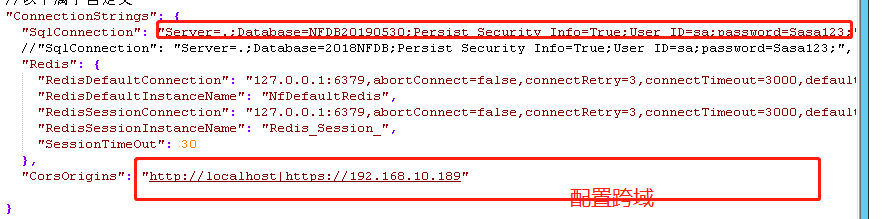 "ConnectionStrings": {
"SqlConnection": "Server=.;Database=NFDB20190530;Persist Security Info=True;User ID=sa;password=Sasa123;"
//"SqlConnection": "Server=.;Database=2018NFDB;Persist Security Info=True;User ID=sa;password=Sasa123;",
"Redis": {
"RedisDefaultConnection": "127.0.0.1:6379,abortConnect=false,connectRetry=3,connectTimeout=3000,default
"RedisDefaultInstanceName": "NfDefaultRedis",
"RedisSessionConnection": "127.0.0.1:6379,abortConnect=false,connectRetry=3,connectTimeout=3000,default
"RedisSessionInstanceName": "Redis_Session_",
"SessionTimeOut": 30
},
"CorsOrigins": "http://localhost|https://192.168.10.189"
配置跨域
}